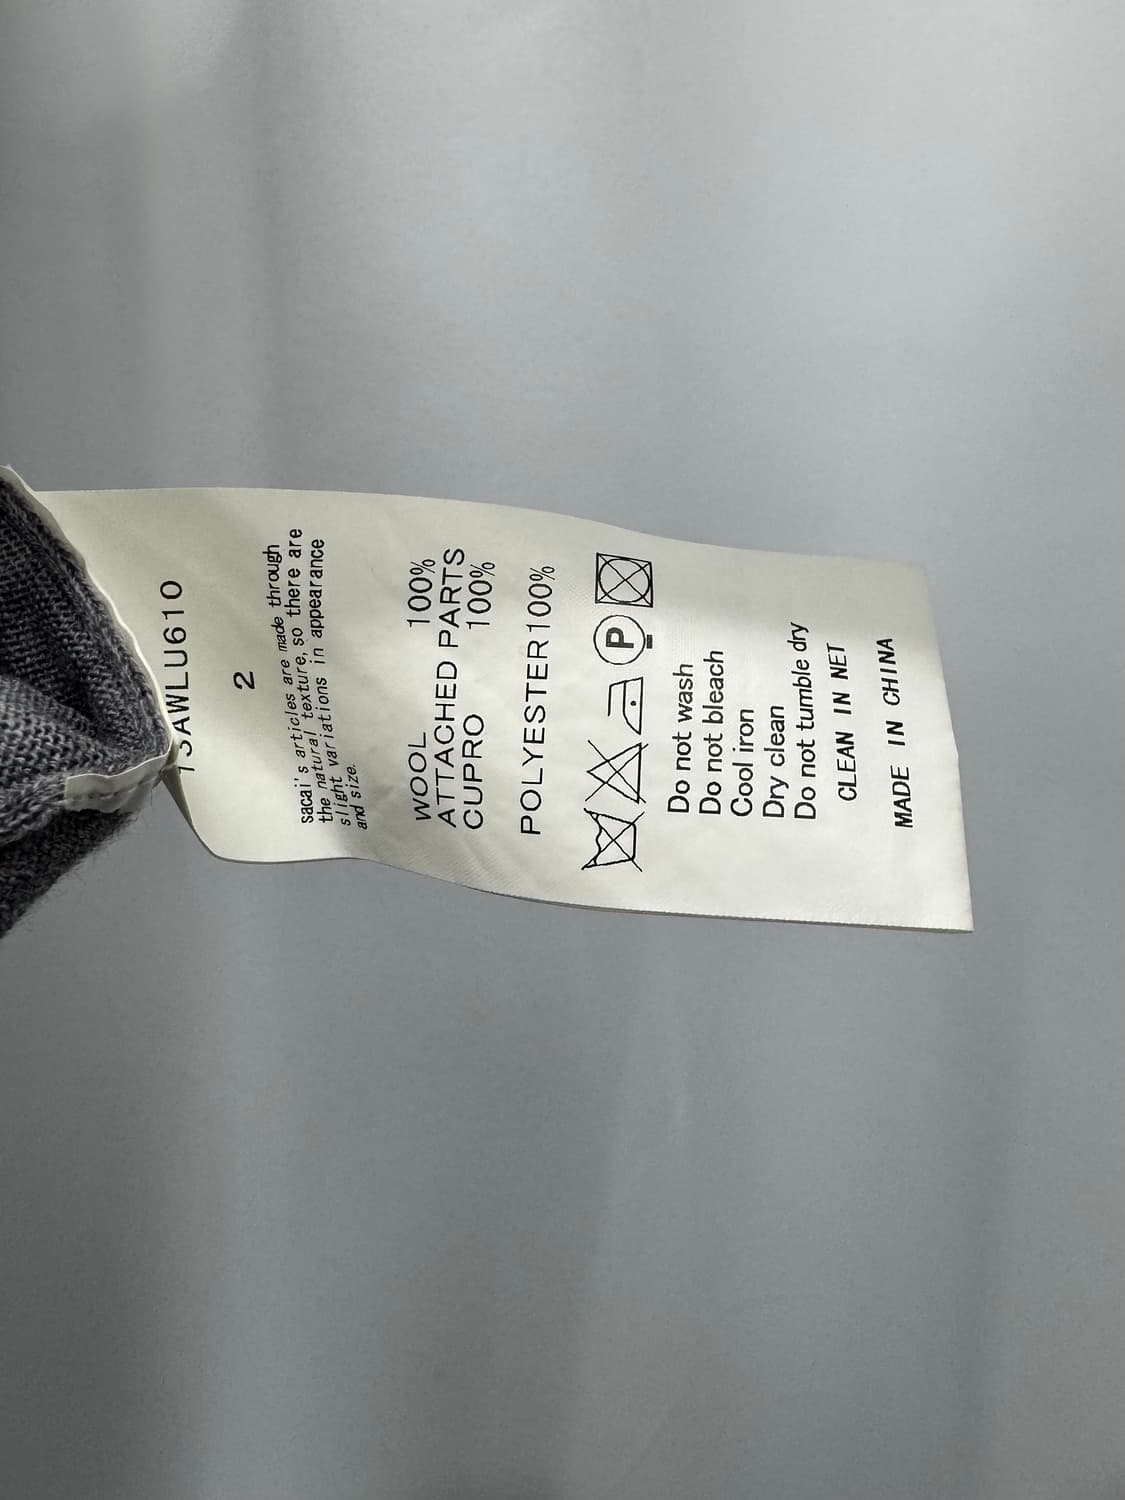 13AWLU610
2
sacai's articles are made through
the natural texture, so there are
slight variations in appearance
and size.
WOOL 100%
ATTACHED PARTS
CUPRO 100%
POLYESTER100%
P
Do not wash
Do not bleach
Cool iron
Dry clean
Do not tumble dry
CLEAN IN NET
MADE IN CHINA